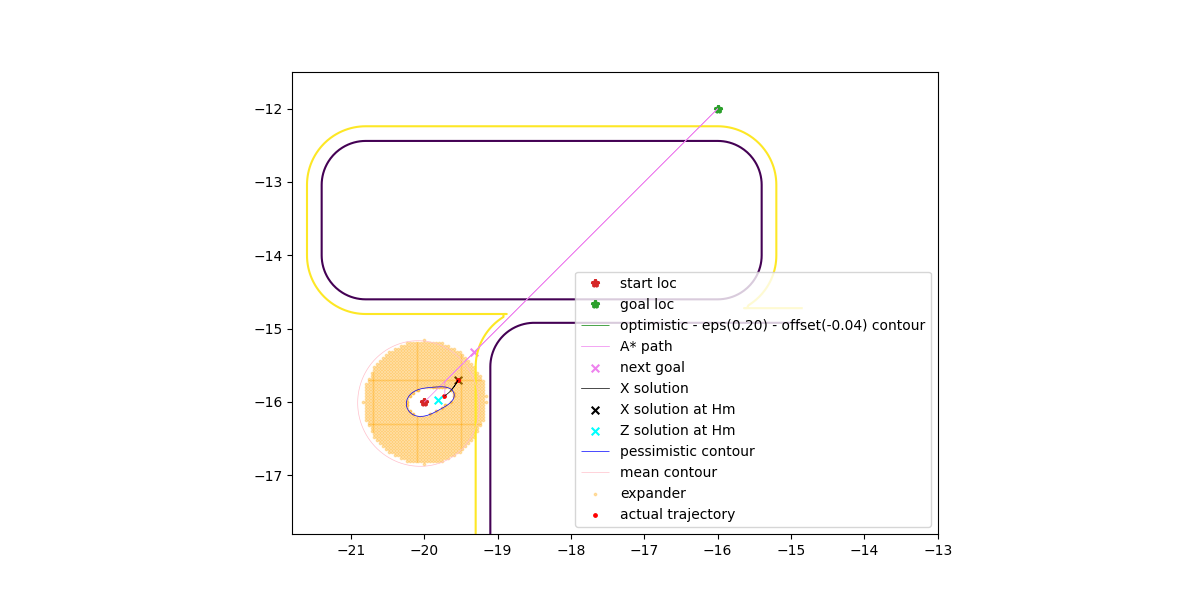 −12
−13
−14
−15
−16
−17
start loc
goal loc
optimistic - eps(0.20) - offset(-0.04) contour
A* path
next goal
X solution
X solution at Hm
Z solution at Hm
pessimistic contour
mean contour
expander
actual trajectory
−21 −20 −19 −18 −17 −16 −15 −14 −13